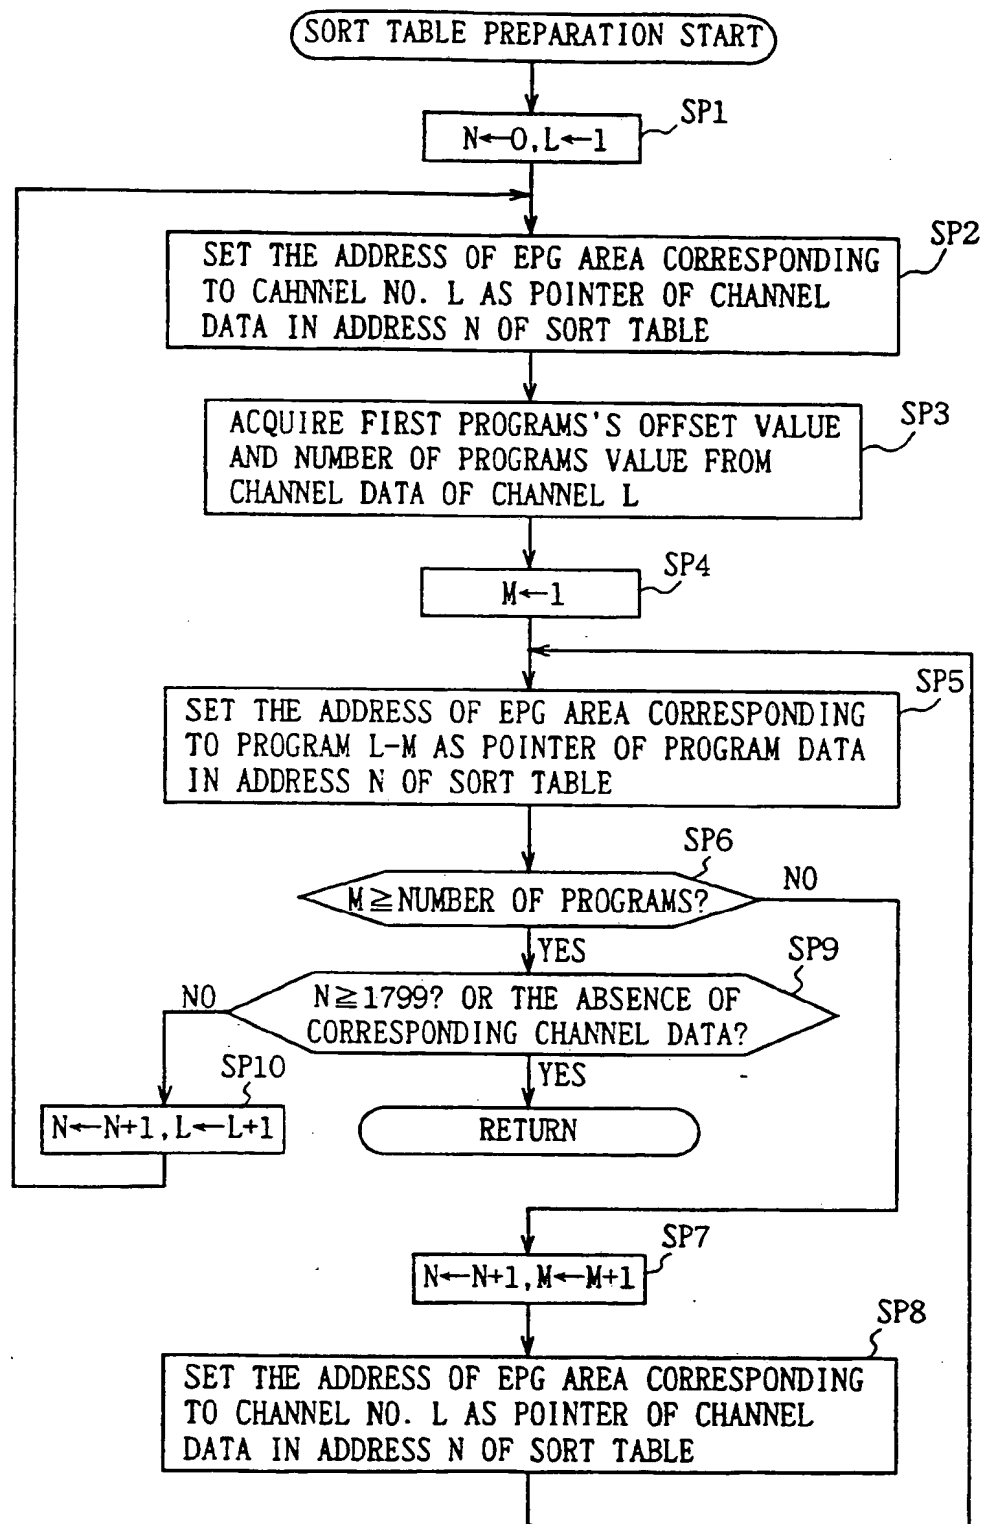 SORT TABLE PREPARATION START
SP1
N←0,L←1
SP2
SET THE ADDRESS OF EPG AREA CORRESPONDING
TO CAHNNEL NO. L AS POINTER OF CHANNEL
DATA IN ADDRESS N OF SORT TABLE
SP3
ACQUIRE FIRST PROGRAMS'S OFFSET VALUE
AND NUMBER OF PROGRAMS VALUE FROM
CHANNEL DATA OF CHANNEL L
SP4
M←1
SP5
SET THE ADDRESS OF EPG AREA CORRESPONDING
TO PROGRAM L-M AS POINTER OF PROGRAM DATA
IN ADDRESS N OF SORT TABLE
SP6
M≧NUMBER OF PROGRAMS?
NO
YES
SP9
N≧1799? OR THE ABSENCE OF
CORRESPONDING CHANNEL DATA?
NO
YES
SP10
N←N+1,L←L+1
RETURN
SP7
N←N+1,M←M+1
SP8
SET THE ADDRESS OF EPG AREA CORRESPONDING
TO CHANNEL NO. L AS POINTER OF CHANNEL
DATA IN ADDRESS N OF SORT TABLE